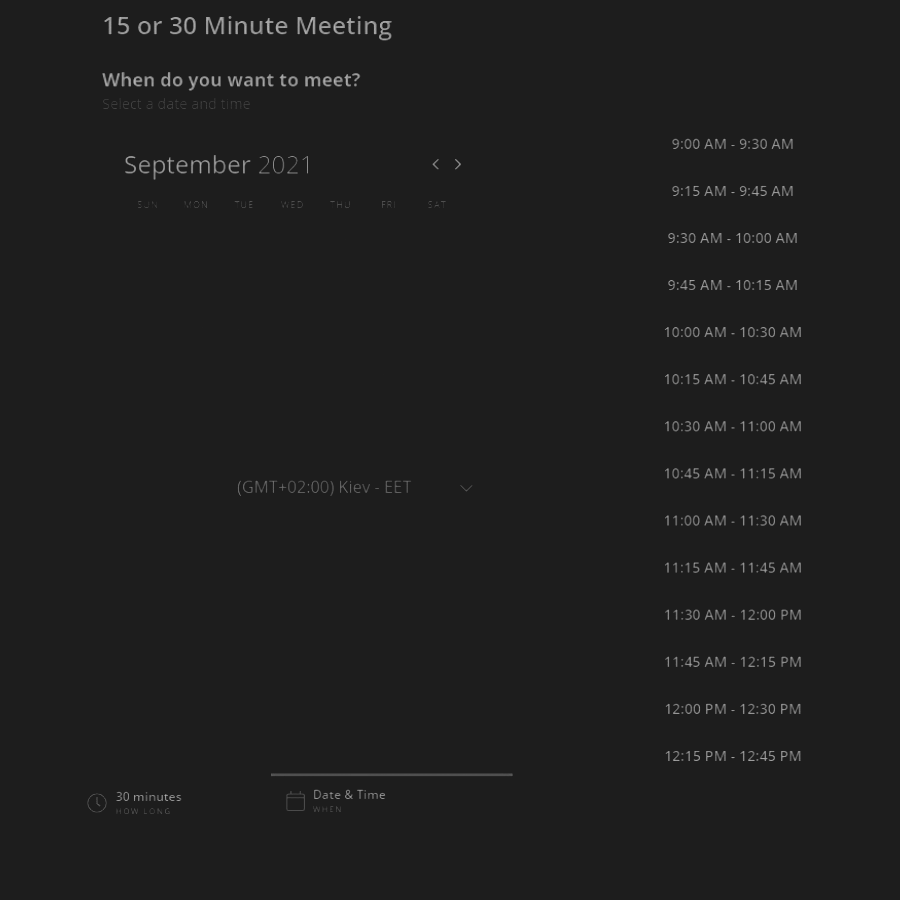 15 or 30 Minute Meeting
When do you want to meet?
Select a date and time
September 2021
SUN MON TUE WED THU FRI SAT
(GMT+02:00) Kiev - EET
9:00 AM - 9:30 AM
9:15 AM - 9:45 AM
9:30 AM - 10:00 AM
9:45 AM - 10:15 AM
10:00 AM - 10:30 AM
10:15 AM - 10:45 AM
10:30 AM - 11:00 AM
10:45 AM - 11:15 AM
11:00 AM - 11:30 AM
11:15 AM - 11:45 AM
11:30 AM - 12:00 PM
11:45 AM - 12:15 PM
12:00 PM - 12:30 PM
12:15 PM - 12:45 PM
30 minutes
HOW LONG
Date & Time
WHEN